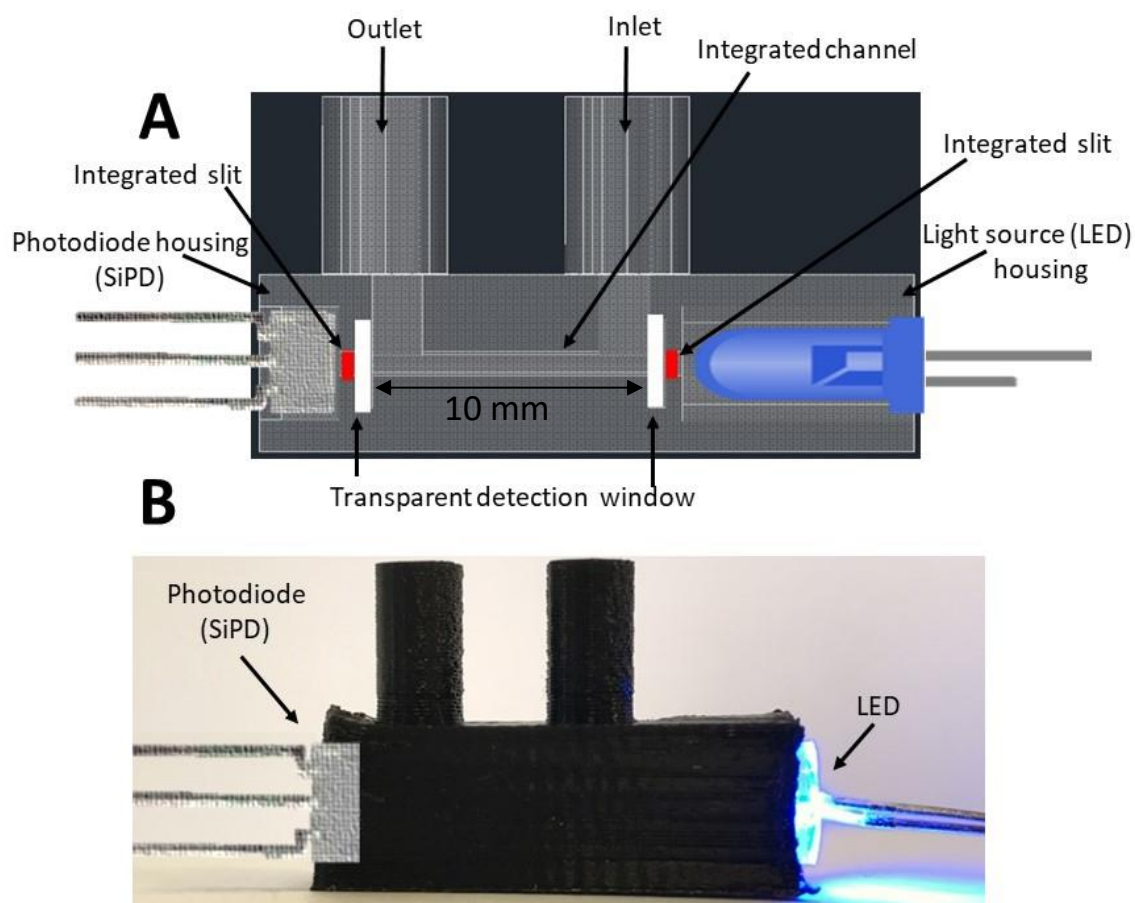 Outlet
Inlet
Integrated channel
A
Integrated slit
Integrated slit
Photodiode housing
(SiPD)
Light source (LED)
housing
10 mm
Transparent detection window
B
Photodiode
(SiPD)
LED